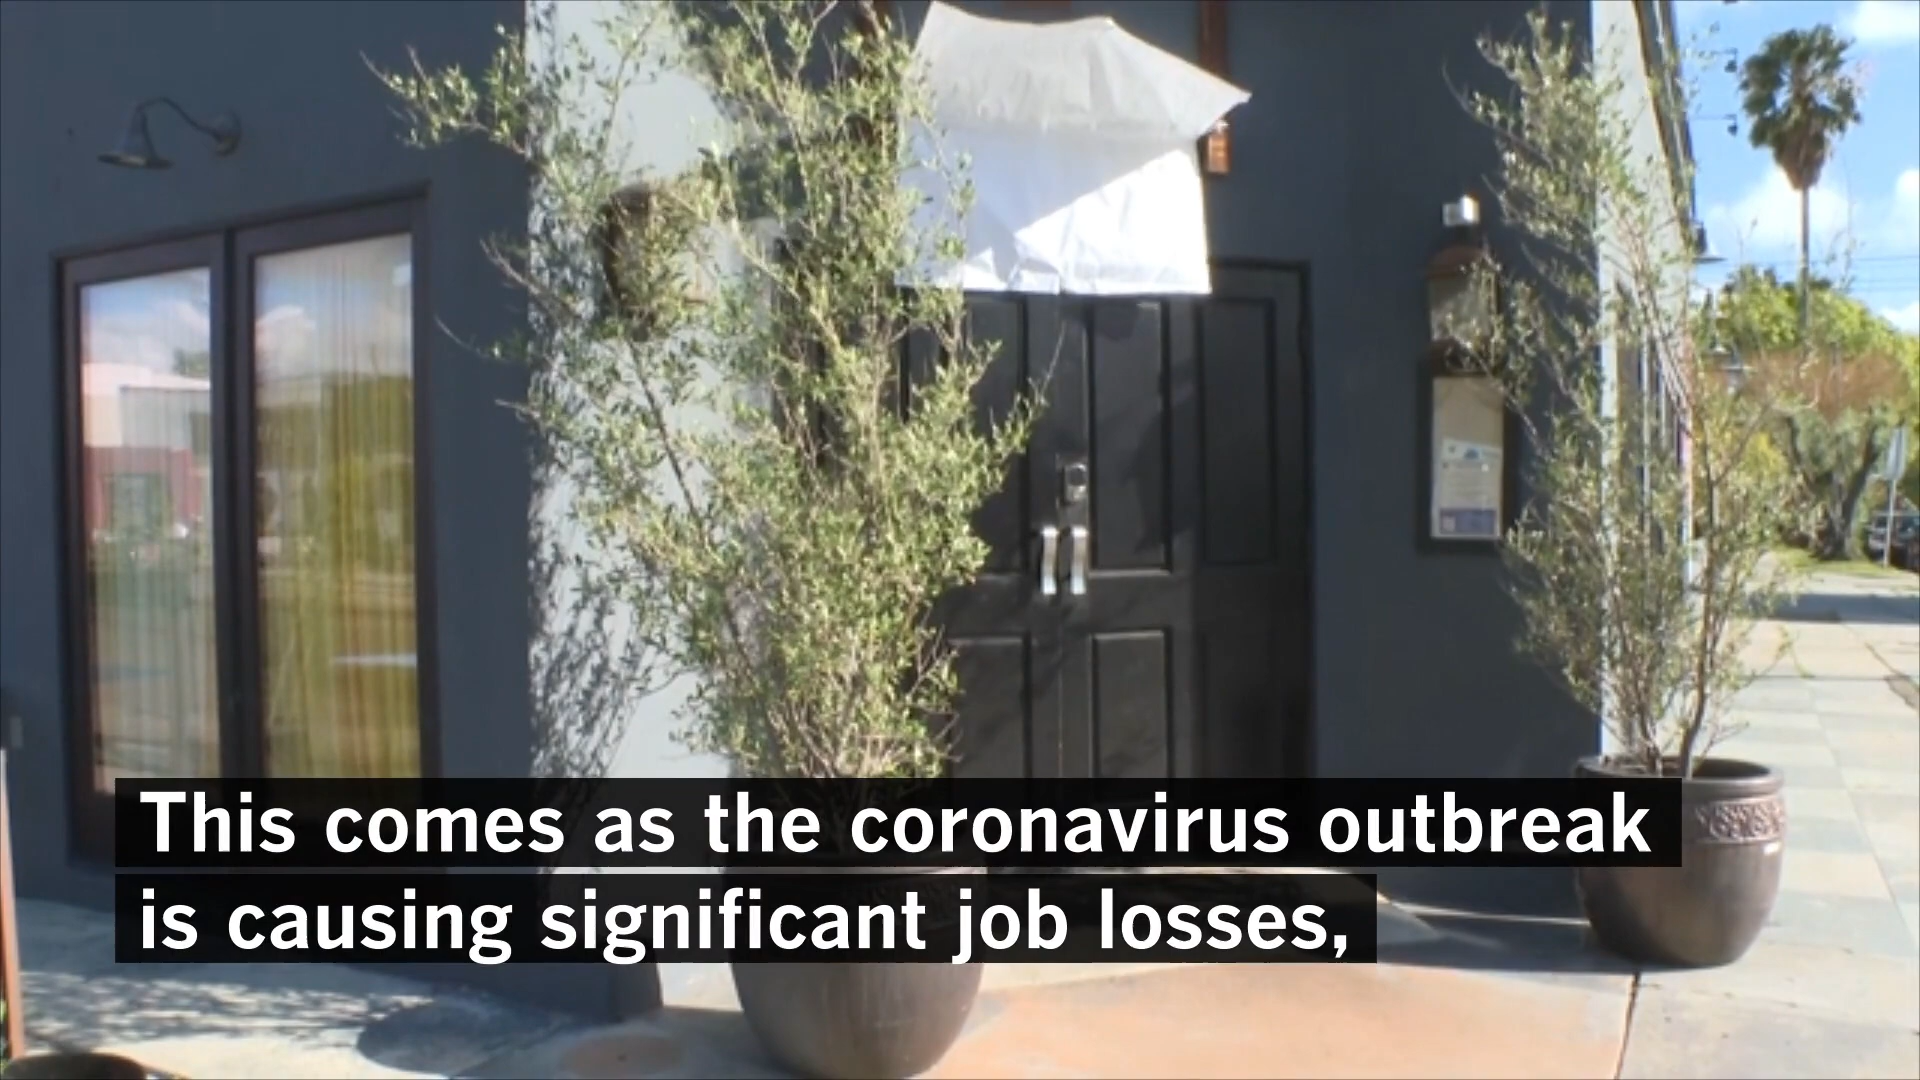 This comes as the coronavirus outbreak
is causing significant job losses,